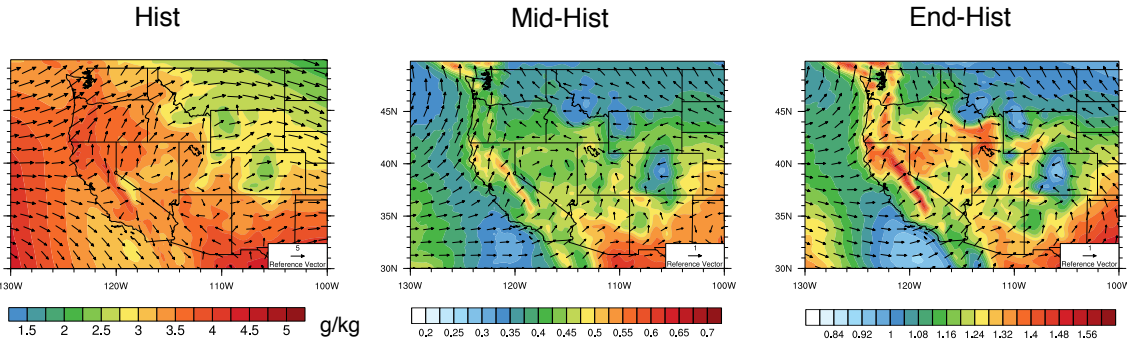 Hist
Mid-Hist
End-Hist
45N
40N
35N
30N
130W 120W 110W 100W
5
Reference Vector
1.5 2 2.5 3 3.5 4 4.5 5
g/kg
45N
40N
35N
30N
130W 120W 110W 100W
1
Reference Vector
0.2 0.25 0.3 0.35 0.4 0.45 0.5 0.55 0.6 0.65 0.7
45N
40N
35N
30N
130W 120W 110W 100W
1
Reference Vector
0.84 0.92 1 1.08 1.16 1.24 1.32 1.4 1.48 1.56